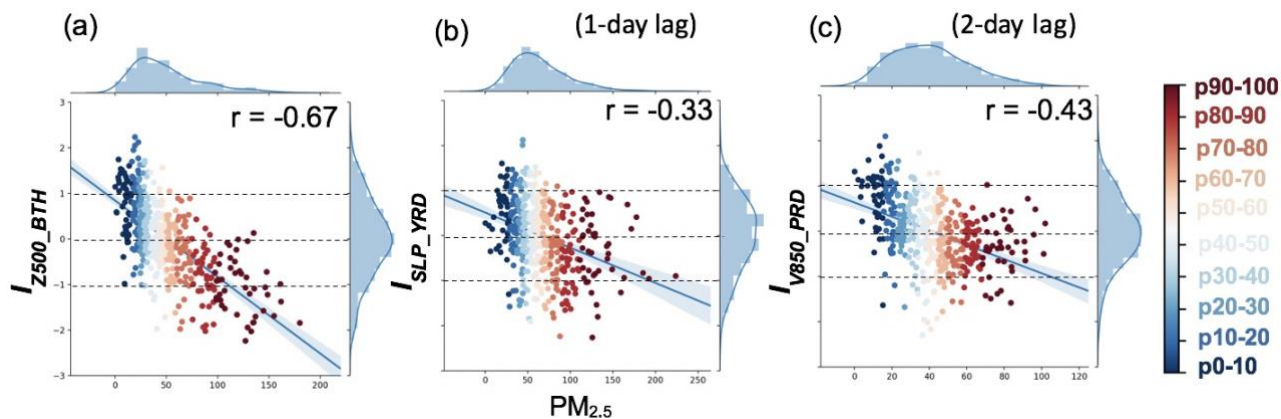 (a)
(b)
(1-day lag)
(c)
(2-day lag)
r = -0.67
r = -0.33
r = -0.43
3
2
1
0
-1
-2
-3
I_Z500_BTH
I_SLP_YRD
I_V850_PRD
0 50 100 150 200
0 50 100 150 200 250
0 20 40 60 80 100 120
PM2.5
p90-100
p80-90
p70-80
p60-70
p50-60
p40-50
p30-40
p20-30
p10-20
p0-10